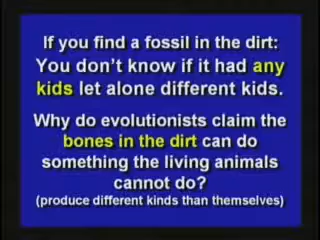 If you find a fossil in the dirt:
You don't know if it had any
kids let alone different kids.
Why do evolutionists claim the
bones in the dirt can do
something the living animals
cannot do?
(produce different kinds than themselves)